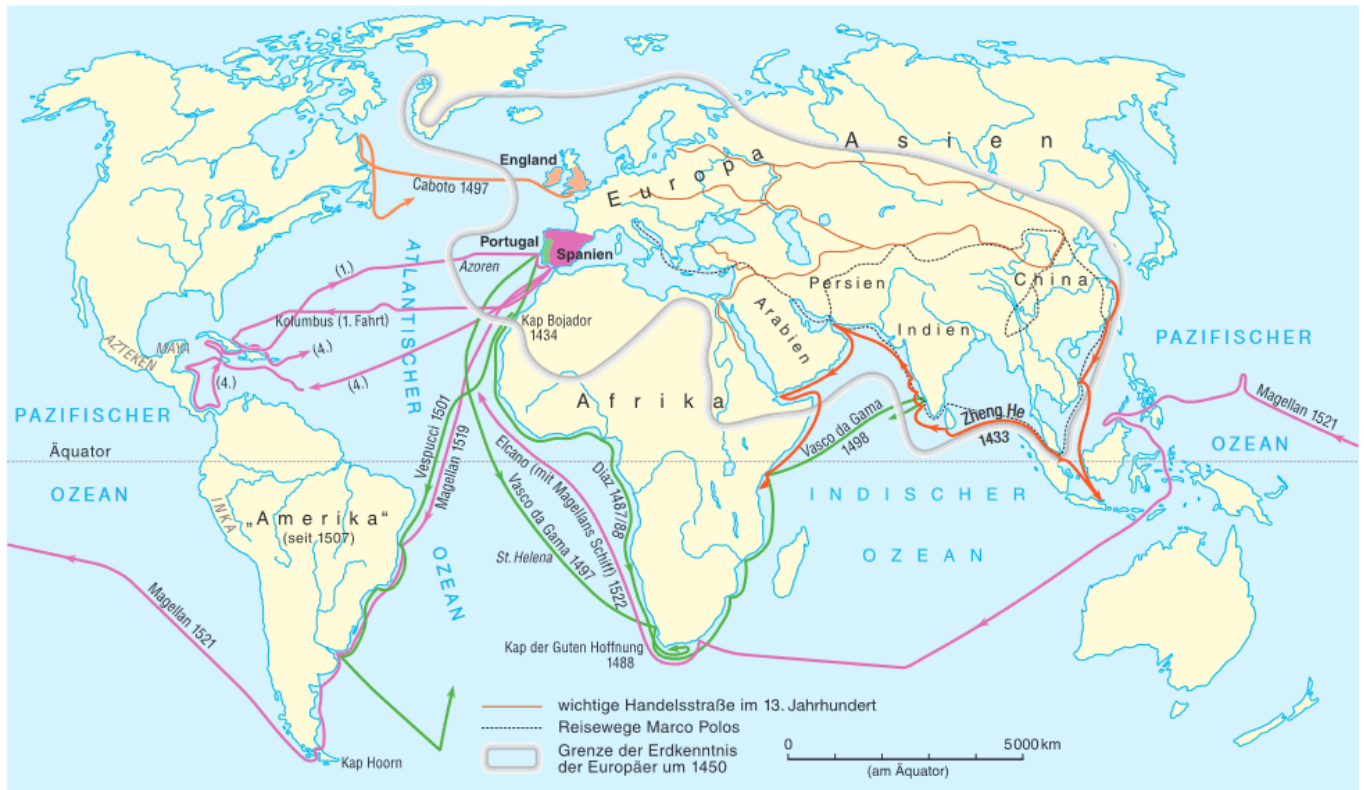 England
Caboto 1497
Europa
Asien
Portugal
Spanien
Azoren
(1.)
ATLANTISCHER
OZEAN
Kolumbus (1. Fahrt)
(4.)
(4.)
(4.)
AZTEKEN
MAYA
Kap Bojador
1434
Persien
China
Arabien
Indien
PAZIFISCHER
OZEAN
Magellan 1521
PAZIFISCHER
OZEAN
Afrika
Zheng He
1433
Vasco da Gama
1498
Äquator
Vespucci 1501
Magellan 1519
Elcano (mit Magellans Schiff) 1522
Diaz 1487/88
Vasco da Gama 1497
INDISCHER
OZEAN
INKA
„Amerika“
(seit 1507)
St. Helena
Magellan 1521
Kap der Guten Hoffnung
1488
Kap Hoorn
wichtige Handelsstraße im 13. Jahrhundert
Reisewege Marco Polos
Grenze der Erdkenntnis
der Europäer um 1450
0
5000 km
(am Äquator)